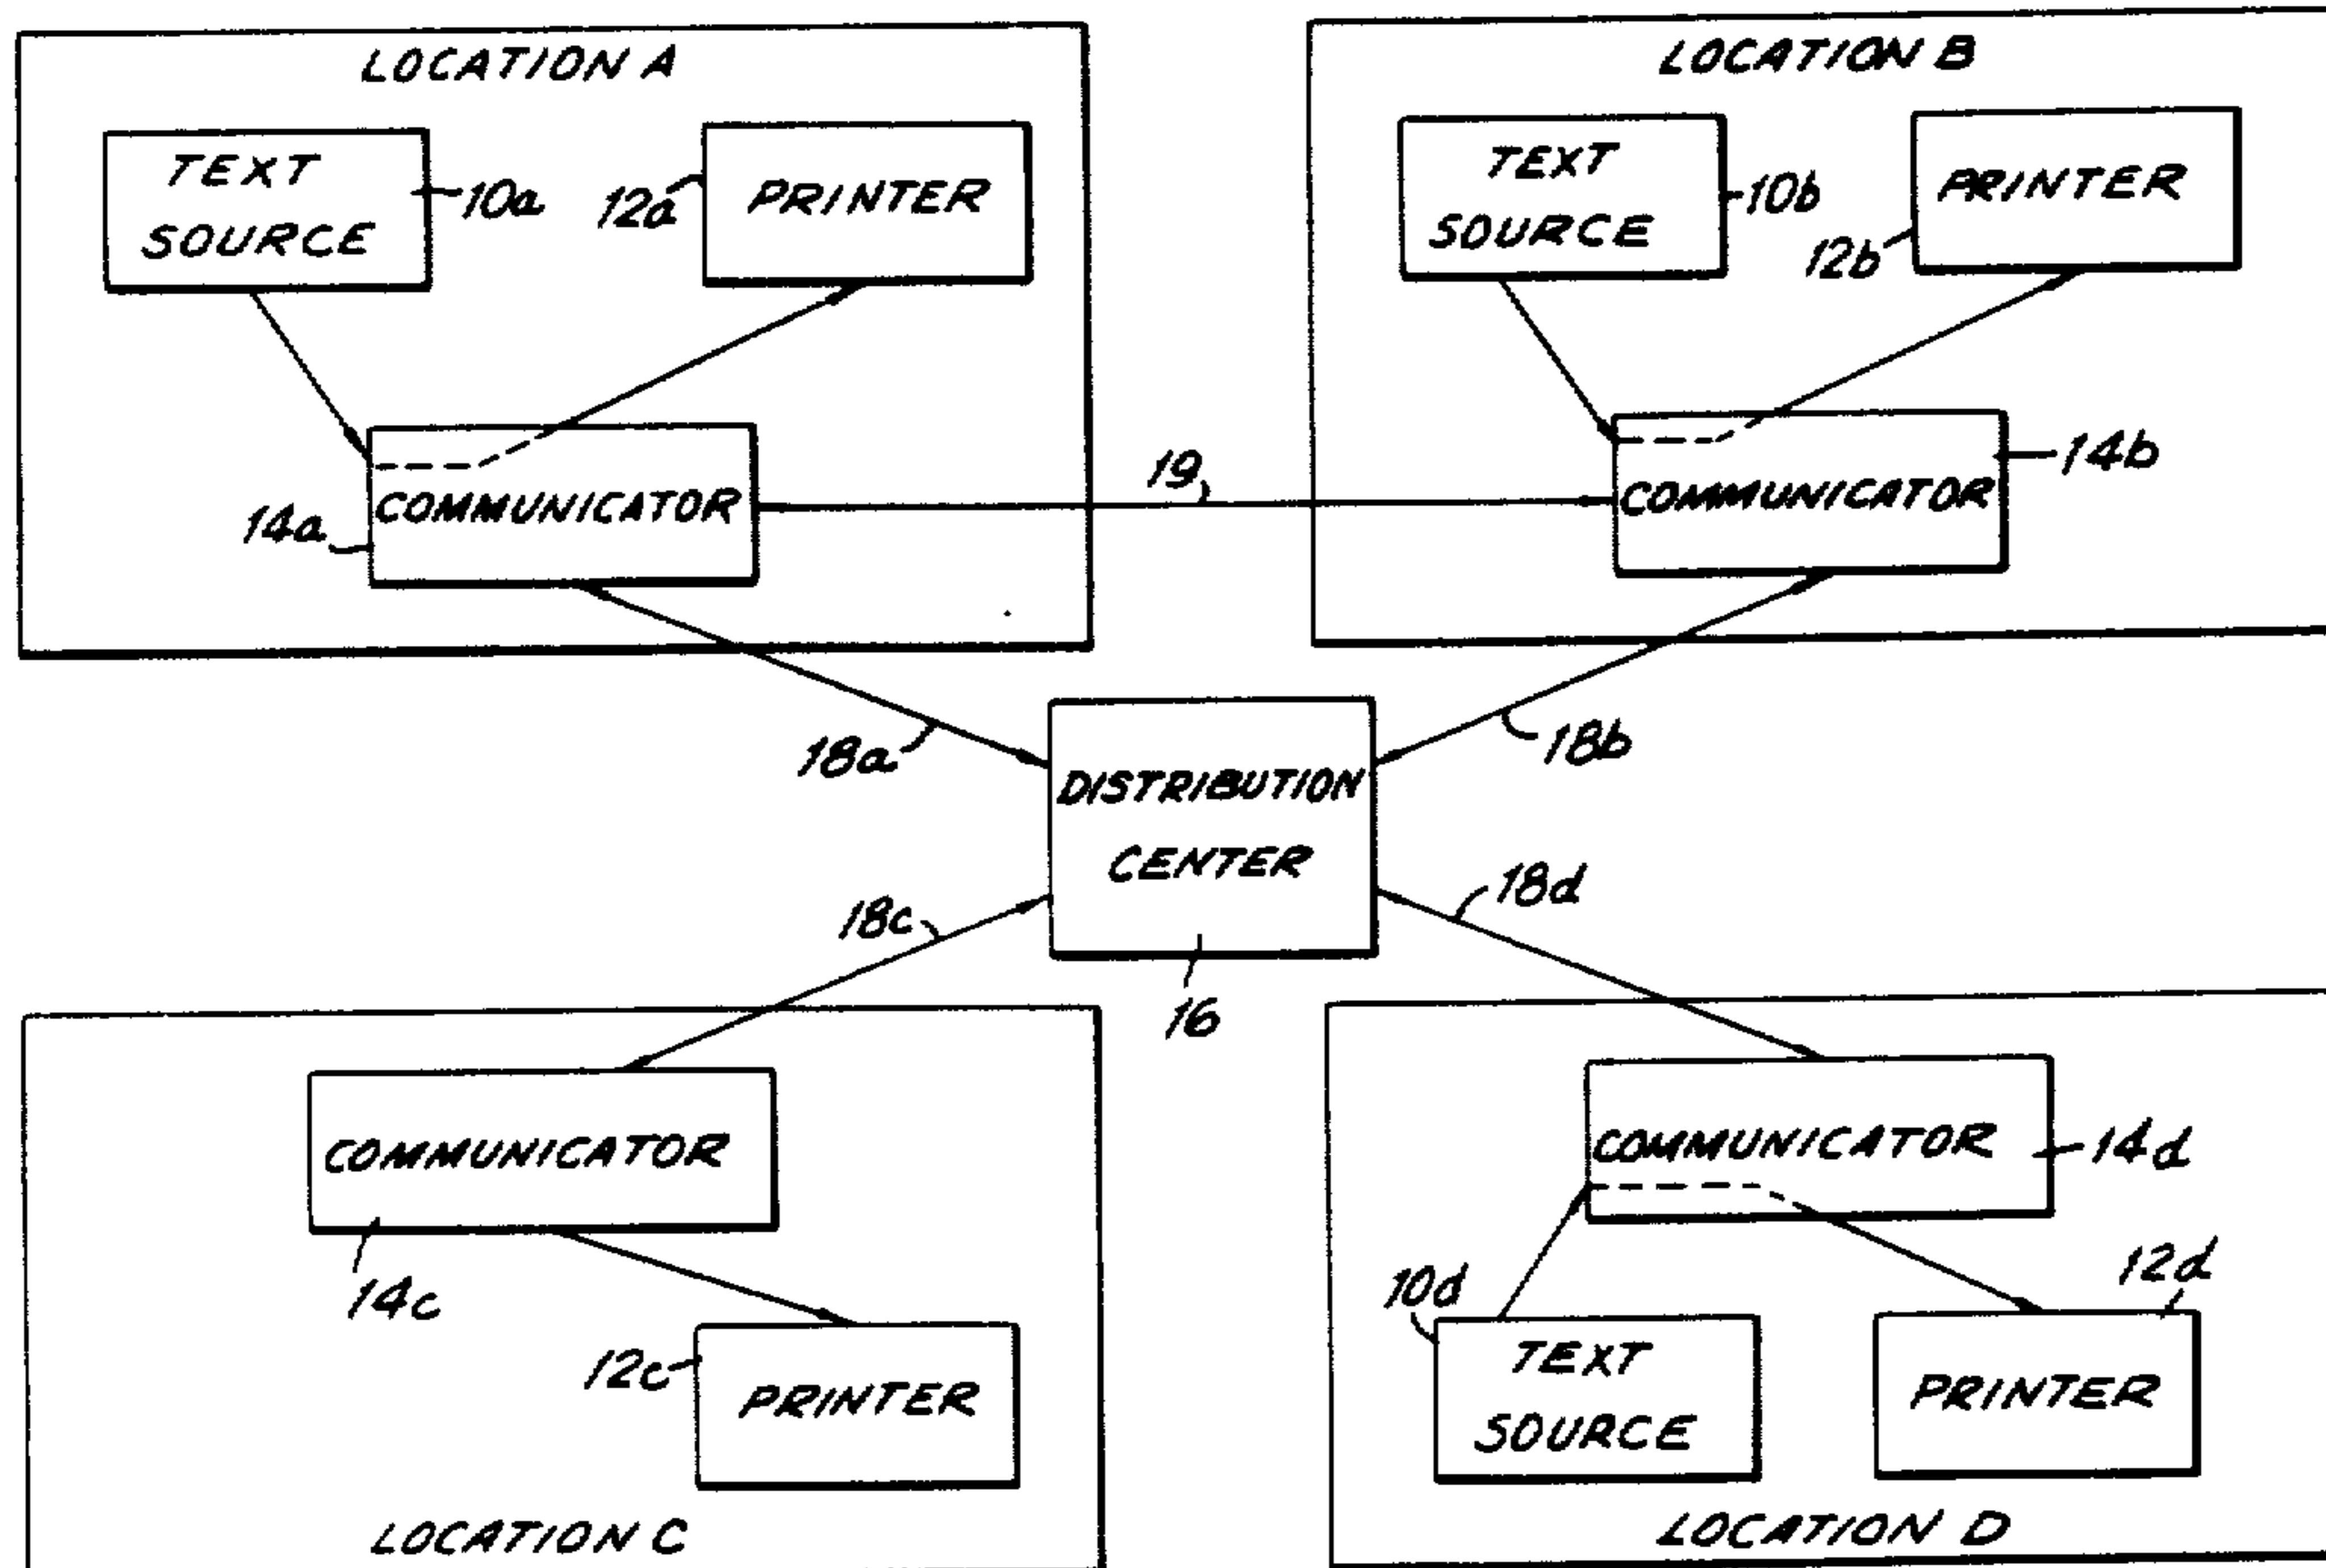 LOCATION A
TEXT
SOURCE
10a
12a
PRINTER
COMMUNICATOR
14a
LOCATION B
TEXT
SOURCE
10b
PRINTER
12b
COMMUNICATOR
14b
19
18a
18b
DISTRIBUTION
CENTER
16
18c
18d
COMMUNICATOR
14c
12c
PRINTER
LOCATION C
COMMUNICATOR
14d
10d
TEXT
SOURCE
12d
PRINTER
LOCATION D